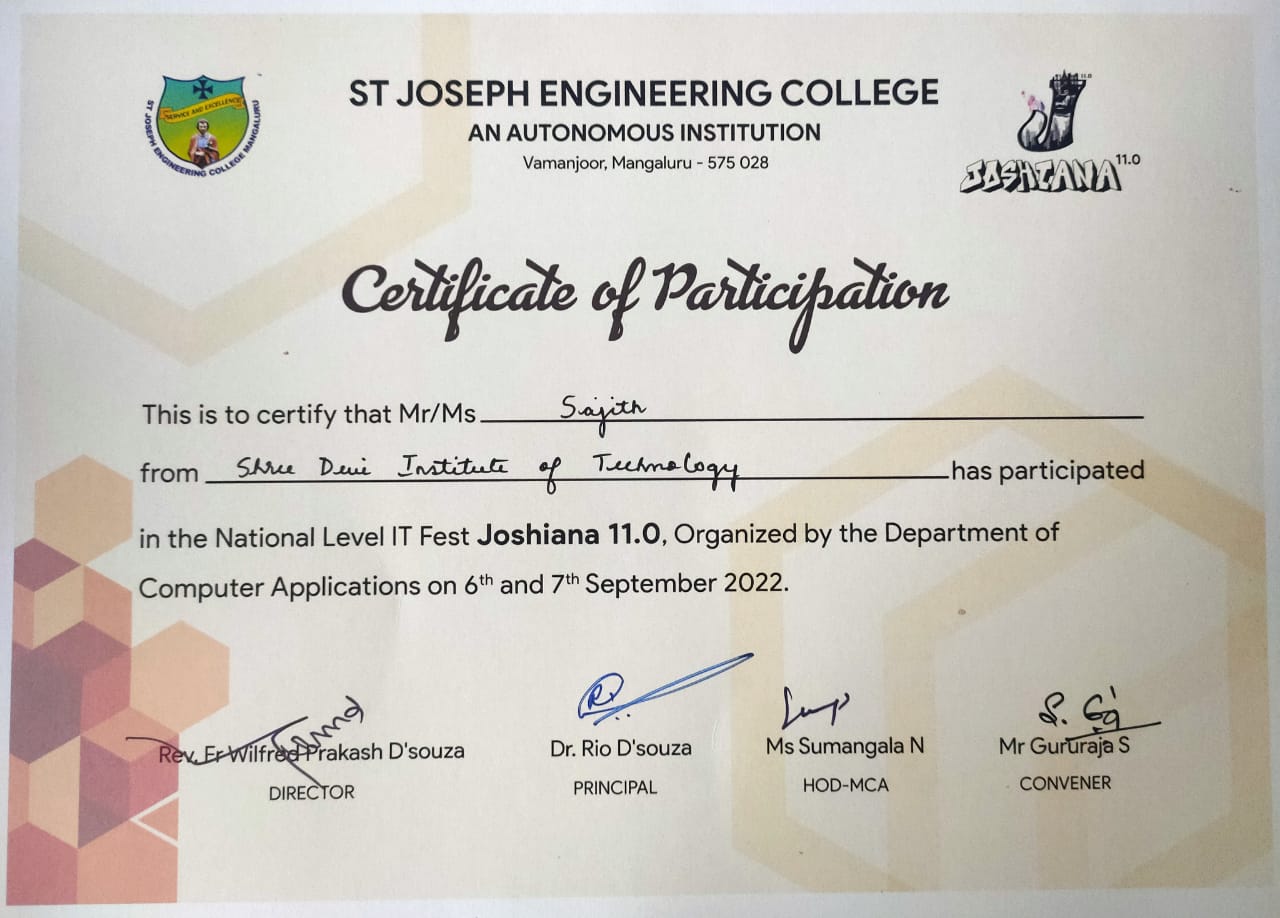 ST JOSEPH ENGINEERING COLLEGE
AN AUTONOMOUS INSTITUTION
Vamanjoor, Mangaluru - 575 028
SERVICE AND EXCELLENCE
ST JOSEPH ENGINEERING COLLEGE MANGALURU
11.0
JOSHIANA 11.0
Certificate of Participation
This is to certify that Mr/Ms Sajith
from Shree Devi Institute of Technology has participated
in the National Level IT Fest Joshiana 11.0, Organized by the Department of
Computer Applications on 6th and 7th September 2022.
Rev. Fr Wilfred Prakash D'souza Dr. Rio D'souza Ms Sumangala N Mr Gururaja S
DIRECTOR PRINCIPAL HOD-MCA CONVENER